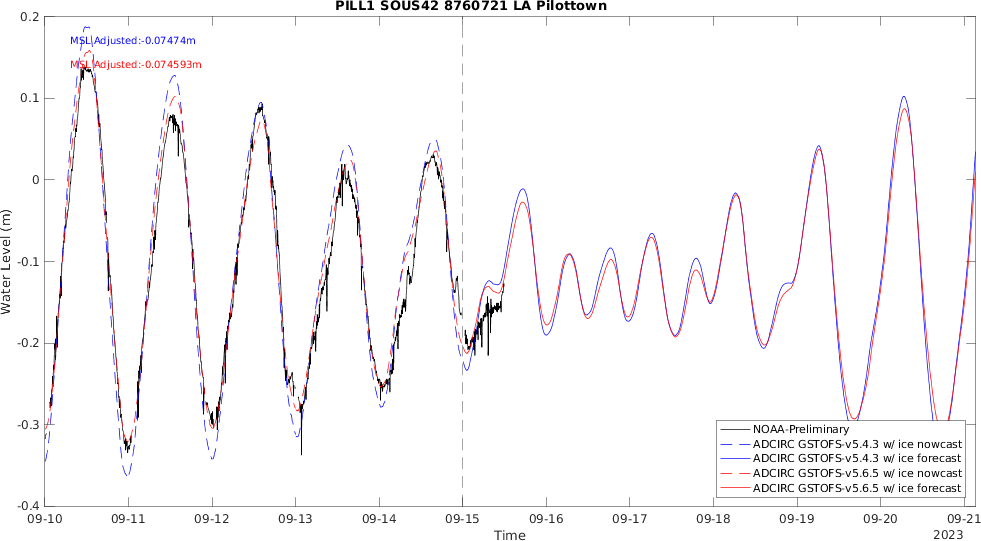 PILL1 SOUS42 8760721 LA Pilottown
MSL Adjusted:-0.07474m
MSL Adjusted:-0.074593m
Water Level (m)
0.2
0.1
0
-0.1
-0.2
-0.3
-0.4
NOAA-Preliminary
ADCIRC GSTOFS-v5.4.3 w/ ice nowcast
ADCIRC GSTOFS-v5.4.3 w/ ice forecast
ADCIRC GSTOFS-v5.6.5 w/ ice nowcast
ADCIRC GSTOFS-v5.6.5 w/ ice forecast
09-10 09-11 09-12 09-13 09-14 09-15 09-16 09-17 09-18 09-19 09-20 09-21
Time
2023